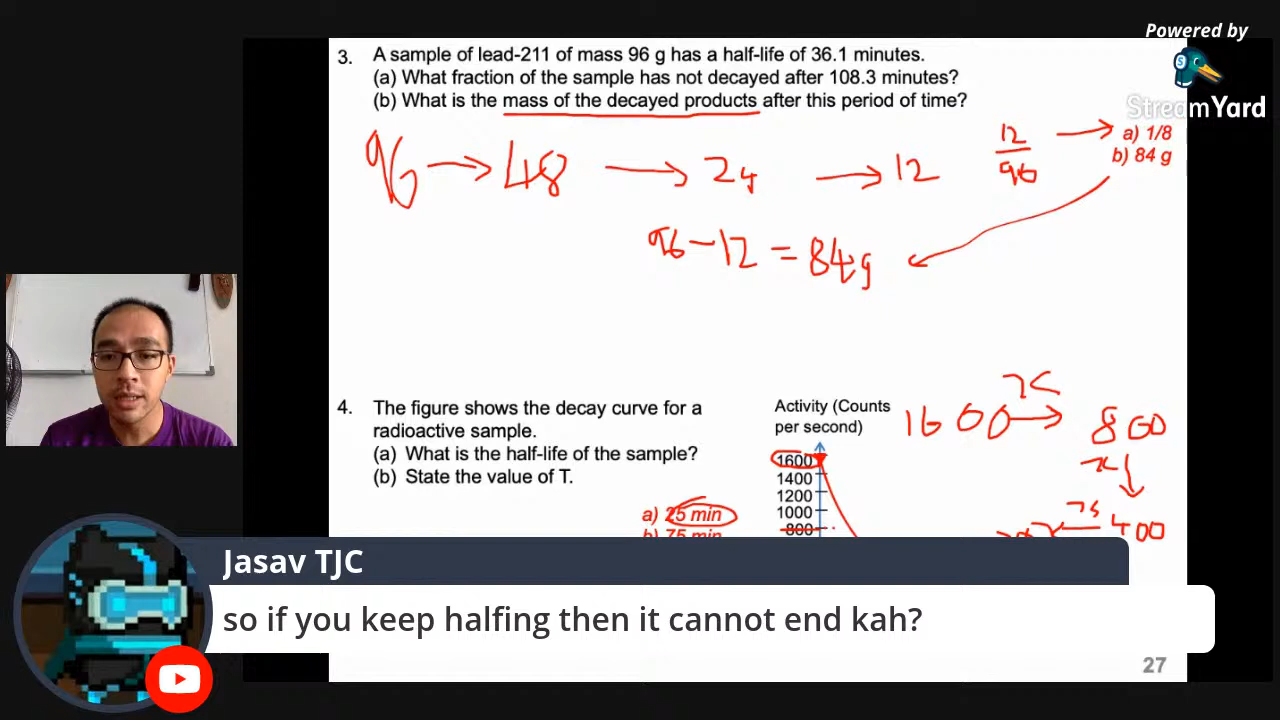 Powered by
StreamYard
3. A sample of lead-211 of mass 96 g has a half-life of 36.1 minutes.
(a) What fraction of the sample has not decayed after 108.3 minutes?
(b) What is the mass of the decayed products after this period of time?
96 → 48 → 24 → 12
12
96
a) 1/8
b) 84 g
96 - 12 = 84g
4. The figure shows the decay curve for a
radioactive sample.
(a) What is the half-life of the sample?
(b) State the value of T.
a) 25 min
b) 75 min
Activity (Counts
per second)
1600
1400
1200
1000
800
1600 → 800
400
Jasav TJC
so if you keep halfing then it cannot end kah?
27